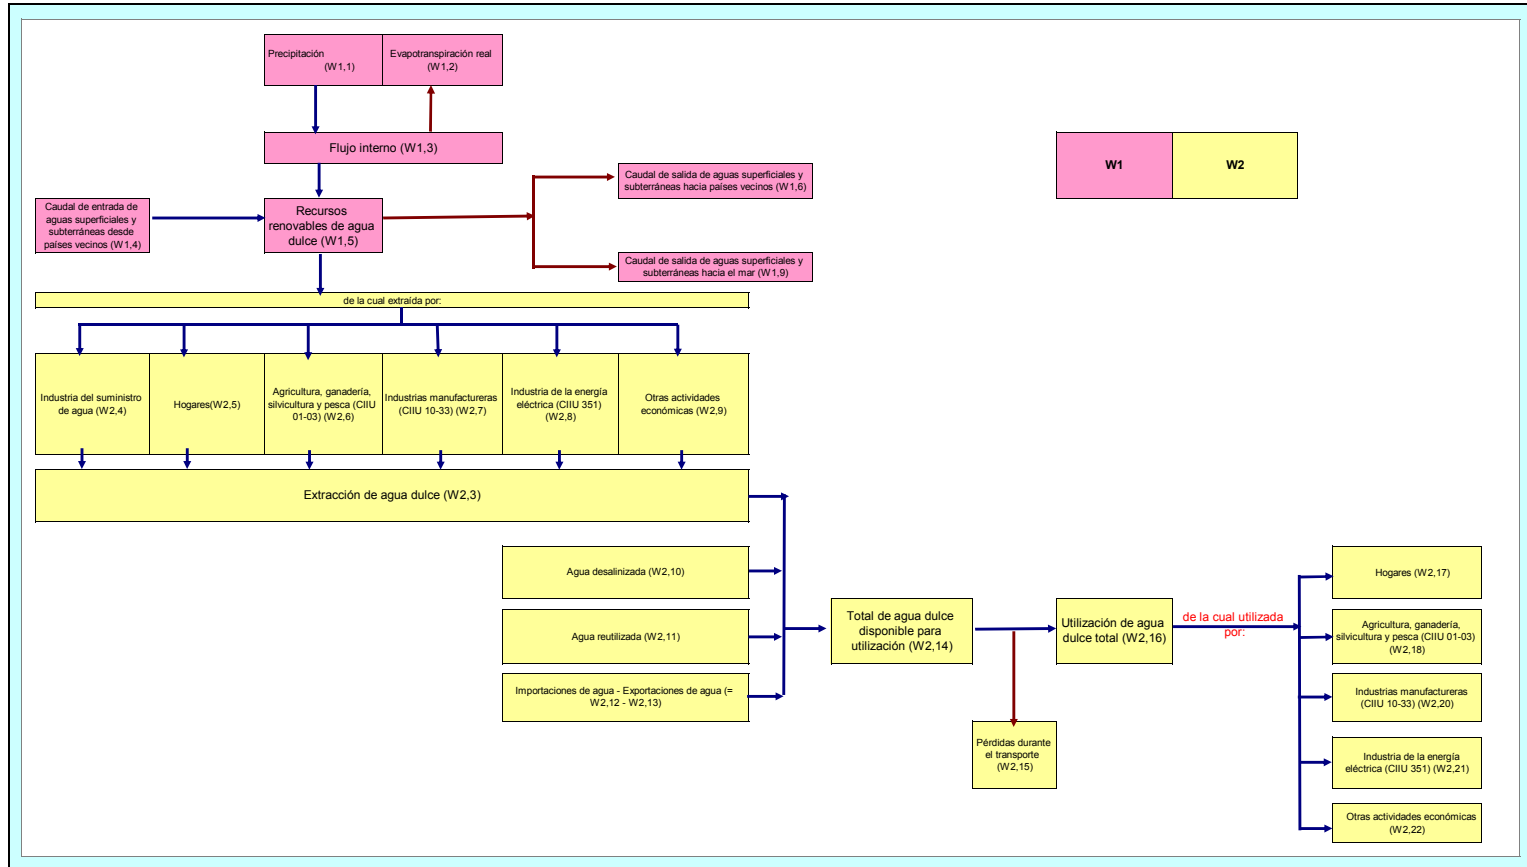 Precipitación
(W1,1)
Evapotranspiración real
(W1,2)
Flujo interno (W1,3)
W1
W2
Caudal de salida de aguas superficiales y
subterráneas hacia países vecinos (W1,6)
Caudal de entrada de
aguas superficiales y
subterráneas desde
países vecinos (W1,4)
Recursos
renovables de agua
dulce (W1,5)
Caudal de salida de aguas superficiales y
subterráneas hacia el mar (W1,9)
de la cual extraída por:
Industria del suministro
de agua (W2,4)
Hogares(W2,5)
Agricultura, ganadería,
silvicultura y pesca (CIIU
01-03) (W2,6)
Industrias manufactureras
(CIIU 10-33) (W2,7)
Industria de la energía
eléctrica (CIIU 351)
(W2,8)
Otras actividades
económicas (W2,9)
Extracción de agua dulce (W2,3)
Agua desalinizada (W2,10)
Agua reutilizada (W2,11)
Importaciones de agua - Exportaciones de agua (=
W2,12 - W2,13)
Total de agua dulce
disponible para
utilización (W2,14)
Pérdidas durante
el transporte
(W2,15)
Utilización de agua
dulce total (W2,16)
de la cual utilizada
por:
Hogares (W2,17)
Agricultura, ganadería,
silvicultura y pesca (CIIU 01-03)
(W2,18)
Industrias manufactureras
(CIIU 10-33) (W2,20)
Industria de la energía
eléctrica (CIIU 351) (W2,21)
Otras actividades económicas
(W2,22)